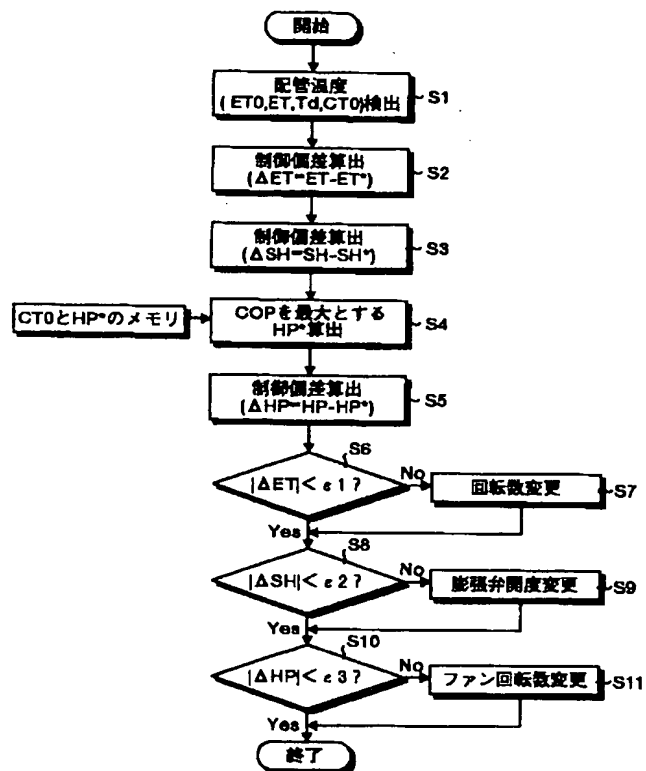 開始
配管温度
(ET0,ET,Td,CT0)検出
S1
制御偏差算出
(ΔET=ET-ET*)
S2
制御偏差算出
(ΔSH=SH-SH*)
S3
CT0とHP*のメモリ
COPを最大とする
HP*算出
S4
制御偏差算出
(ΔHP=HP-HP*)
S5
S6
|ΔET|<ε1?
No
回転数変更
S7
Yes
S8
|ΔSH|<ε2?
No
膨張弁開度変更
S9
Yes
S10
|ΔHP|<ε3?
No
ファン回転数変更
S11
Yes
終了